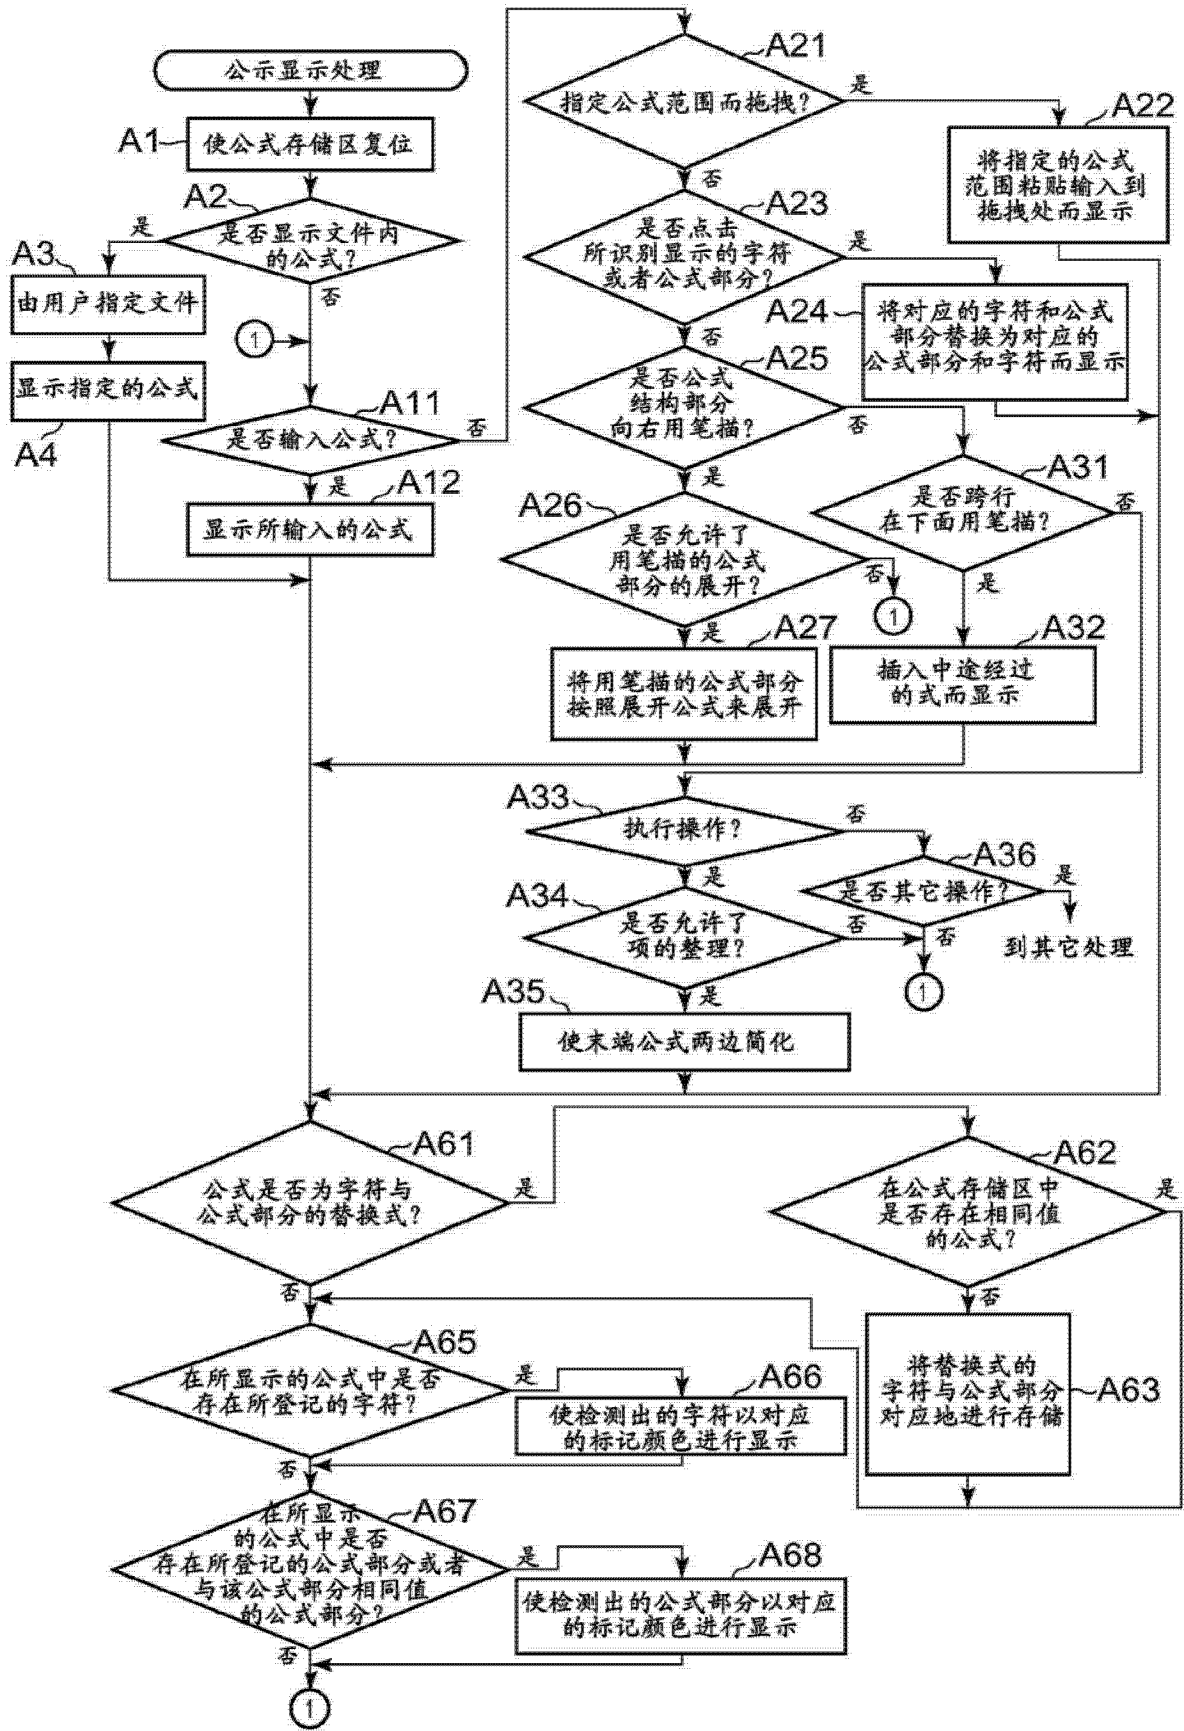 公示显示处理
A1
使公式存储区复位
A2
是否显示文件内
的公式？
是
否
A3
由用户指定文件
显示指定的公式
A4
1
A11
是否输入公式？
否
是
A12
显示所输入的公式
A21
指定公式范围而拖拽？
是
否
A22
将指定的公式
范围粘贴输入到
拖拽处而显示
A23
是否点击
所识别显示的字符
或者公式部分？
是
否
A24
将对应的字符和公式
部分替换为对应的
公式部分和字符而显示
A25
是否公式
结构部分
向右用笔描？
否
是
A31
是否跨行
在下面用笔描？
否
是
A26
是否允许了
用笔描的公式
部分的展开？
否
1
是
A27
将用笔描的公式部分
按照展开公式来展开
A32
插入中途经过
的式而显示
A33
执行操作？
否
是
A36
是否其它操作？
是
否
到其它处理
1
A34
是否允许了
项的整理？
否
是
A35
使末端公式两边简化
A61
公式是否为字符与
公式部分的替换式？
是
否
A62
在公式存储区中
是否存在相同值
的公式？
是
否
A63
将替换式的
字符与公式部分
对应地进行存储
A65
在所显示的公式中是否
存在所登记的字符？
是
否
A66
使检测出的字符以对应
的标记颜色进行显示
A67
在所显示
的公式中是否
存在所登记的公式部分或者
与该公式部分相同值
的公式部分？
是
否
A68
使检测出的公式部分以对应
的标记颜色进行显示
1